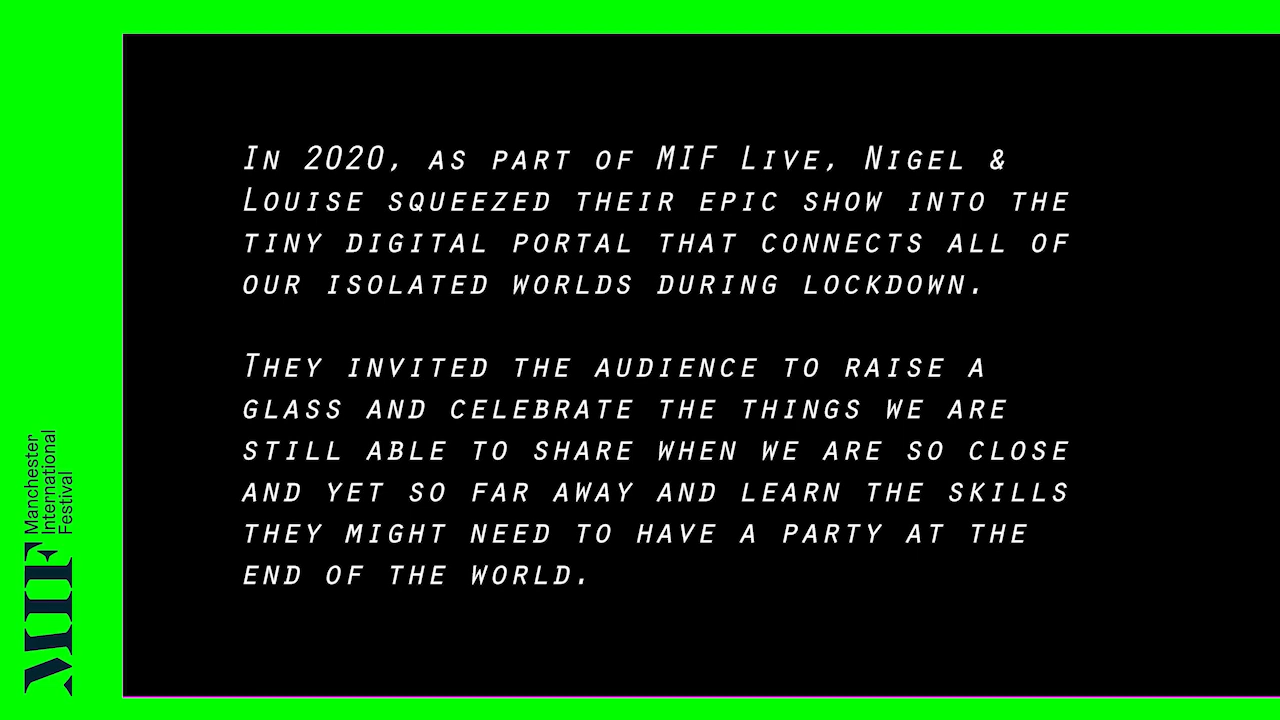 In 2020, as part of MIF Live, Nigel &
Louise squeezed their epic show into the
tiny digital portal that connects all of
our isolated worlds during lockdown.
They invited the audience to raise a
glass and celebrate the things we are
still able to share when we are so close
and yet so far away and learn the skills
they might need to have a party at the
end of the world.
MIF
Manchester
International
Festival